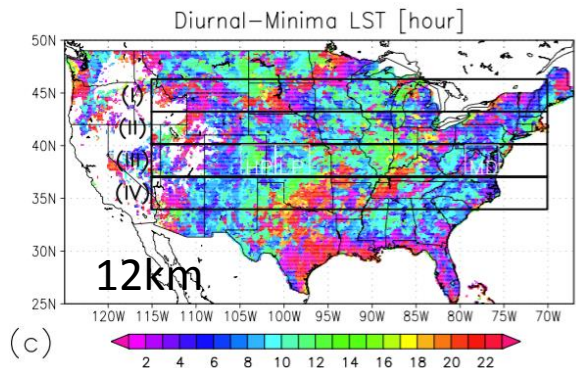 Diurnal-Minima LST [hour]
50N
45N
(I)
(II)
40N
(III)
35N
(IV)
30N
12km
25N
120W 115W 110W 105W 100W 95W 90W 85W 80W 75W 70W
(c)
2 4 6 8 10 12 14 16 18 20 22